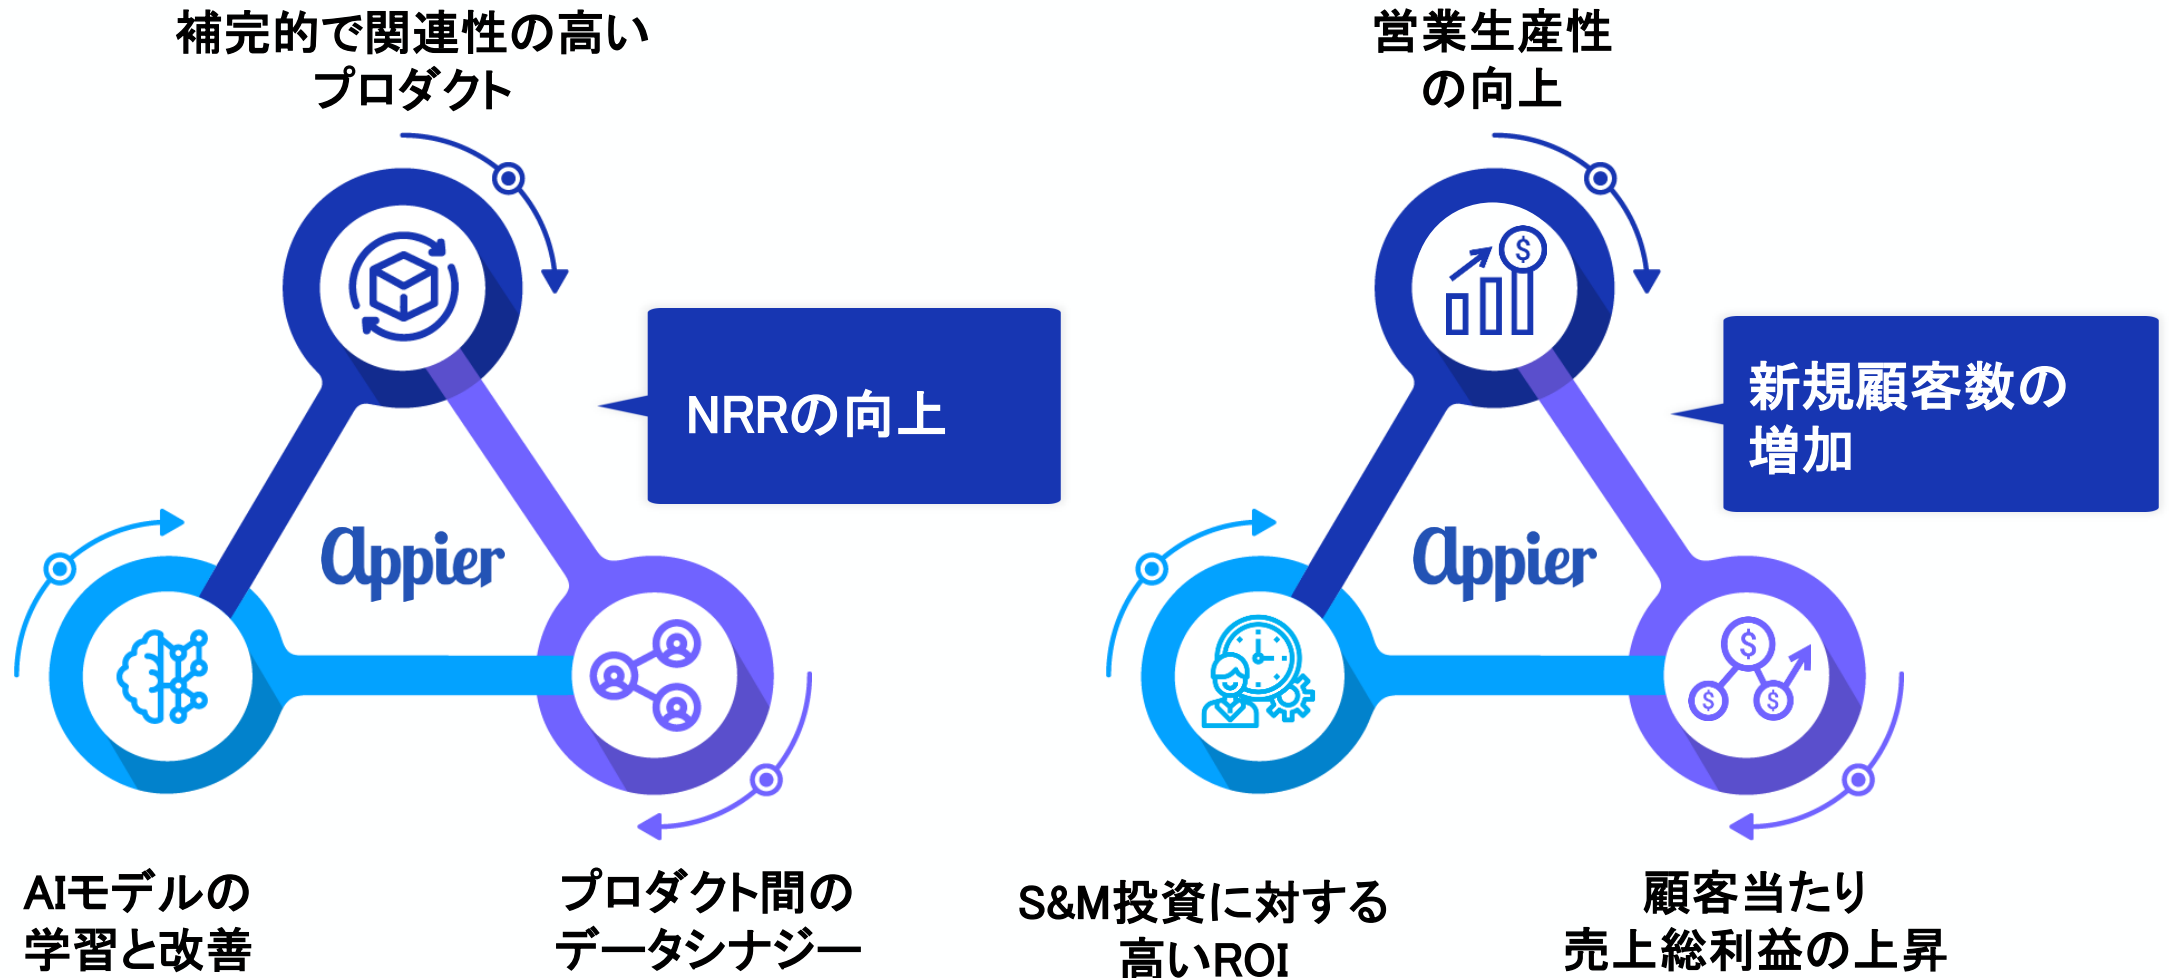 補完的で関連性の高い
プロダクト
NRRの向上
Appier
AIモデルの
学習と改善
プロダクト間の
データシナジー
営業生産性
の向上
$
新規顧客数の
増加
Appier
$
$
$
S&M投資に対する
高いROI
顧客当たり
売上総利益の上昇